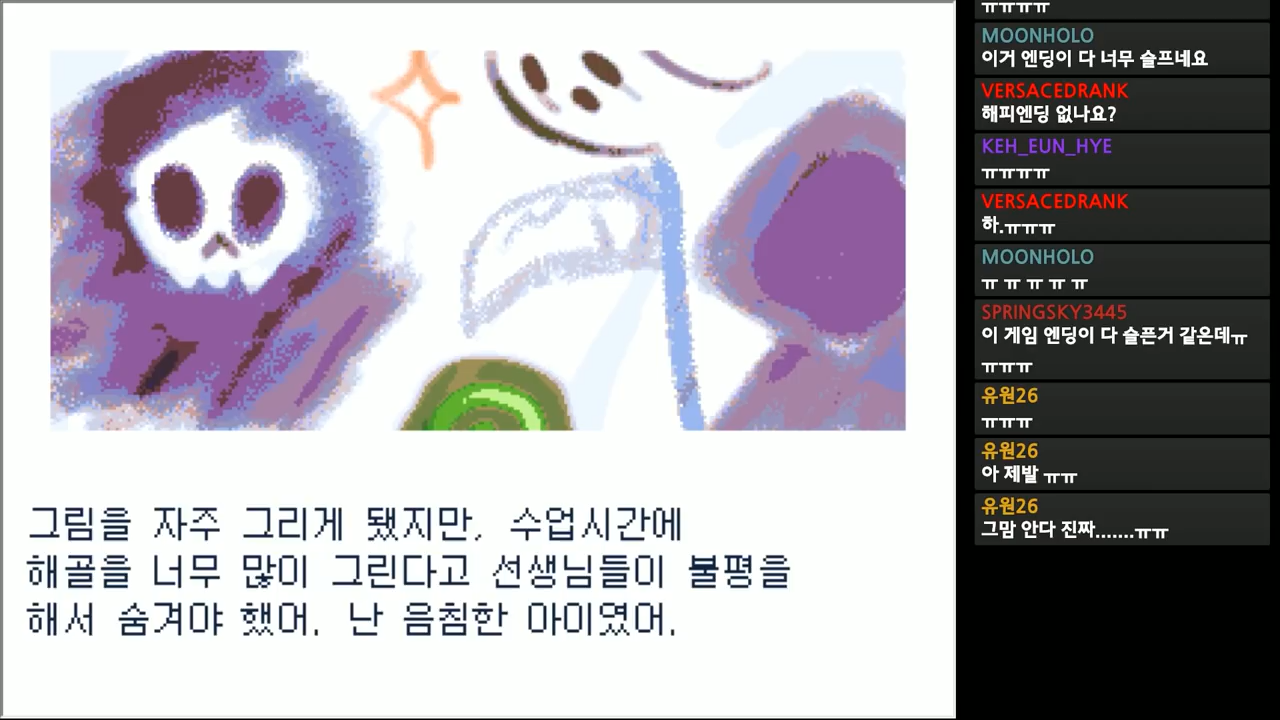 그림을 자주 그리게 됐지만, 수업시간에
해골을 너무 많이 그린다고 선생님들이 불평을
해서 숨겨야 했어. 난 음침한 아이였어.
ㅠㅠㅠㅠ
MOONHOLO
이거 엔딩이 다 너무 슬프네요
VERSACEDRANK
해피엔딩 없나요?
KEH_EUN_HYE
ㅠㅠㅠㅠ
VERSACEDRANK
하.ㅠㅠㅠ
MOONHOLO
ㅠ ㅠ ㅠ ㅠ ㅠ
SPRINGSKY3445
이 게임 엔딩이 다 슬픈거 같은데ㅠ
ㅠㅠㅠ
유원26
ㅠㅠㅠ
유원26
아 제발 ㅠㅠ
유원26
그맘 안다 진짜.......ㅠㅠ